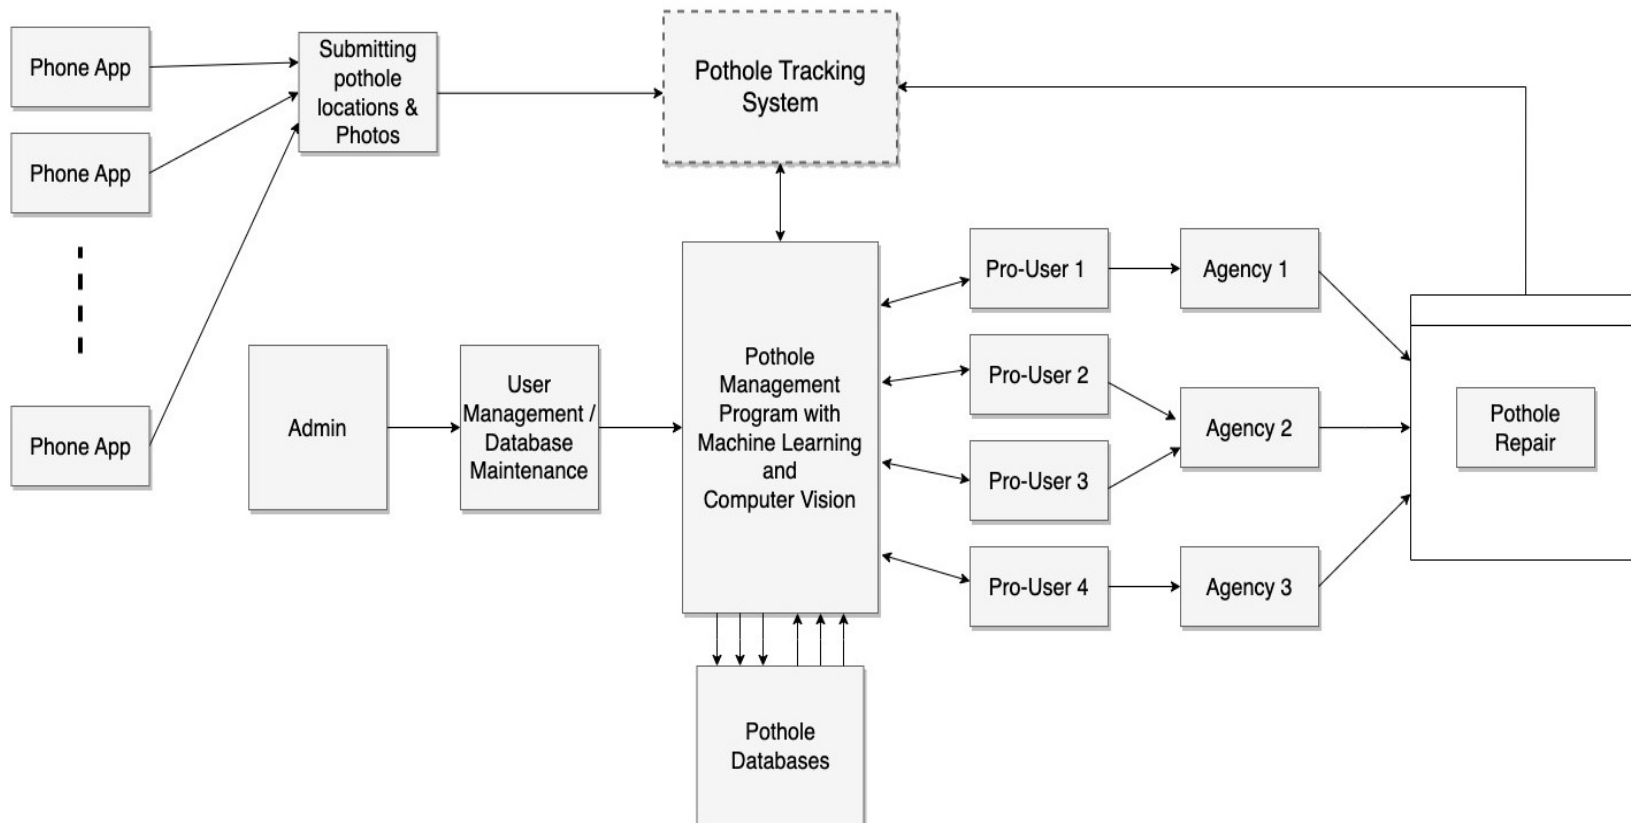 Phone App
Submitting
pothole
locations &
Photos
Pothole Tracking
System
Phone App
Phone App
Admin
User
Management /
Database
Maintenance
Pothole
Management
Program with
Machine Learning
and
Computer Vision
Pro-User 1
Agency 1
Pro-User 2
Agency 2
Pro-User 3
Pro-User 4
Agency 3
Pothole
Repair
Pothole
Databases